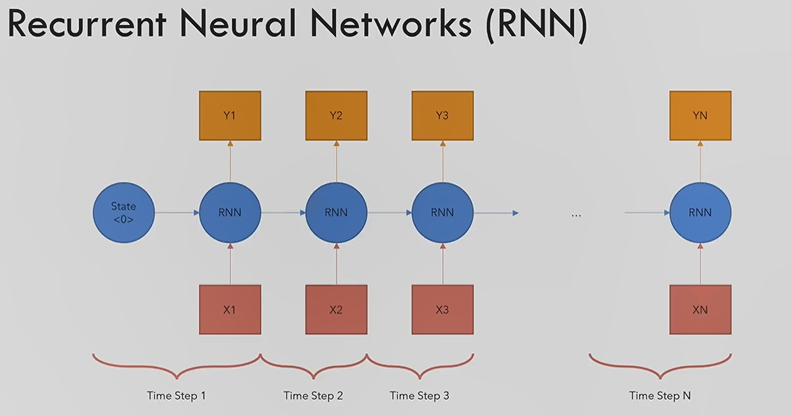 Recurrent Neural Networks (RNN)
Y1 Y2 Y3 YN
State
<0>
RNN RNN RNN ... RNN
X1 X2 X3 XN
Time Step 1 Time Step 2 Time Step 3 Time Step N